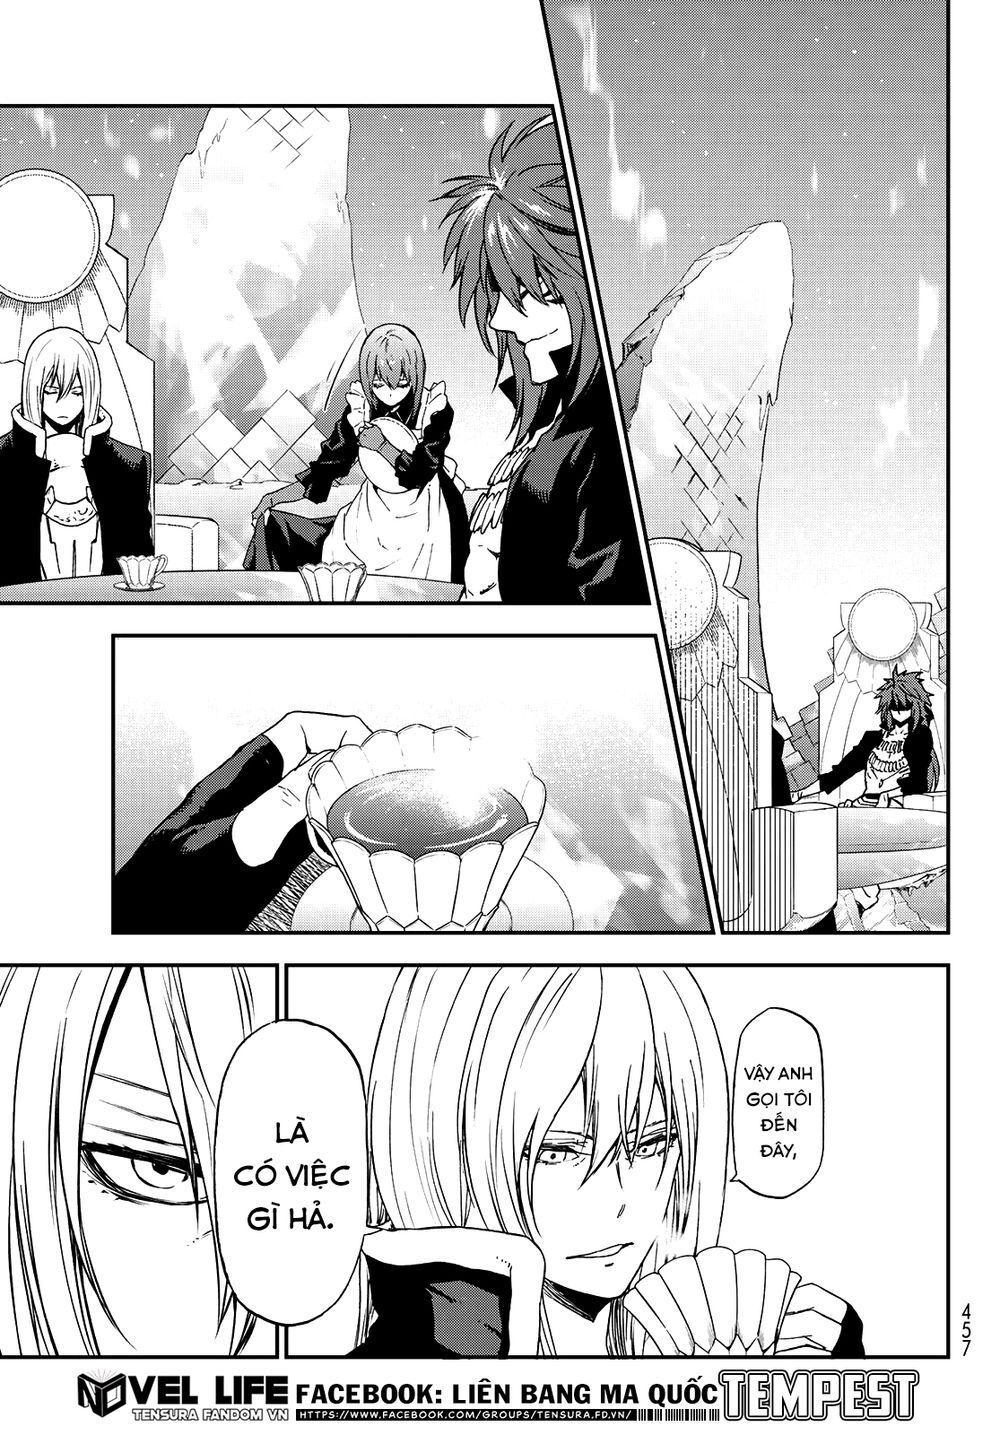 VẬY ANH
GỌI TÔI
ĐẾN
ĐÂY,
LÀ
CÓ VIỆC
GÌ HẢ.
457
NOVEL LIFE
TENSURA FANDOM VN
FACEBOOK: LIÊN BANG MA QUỐC
HTTPS://WWW.FACEBOOK.COM/GROUPS/TENSURA.FD.VN/
TEMPEST